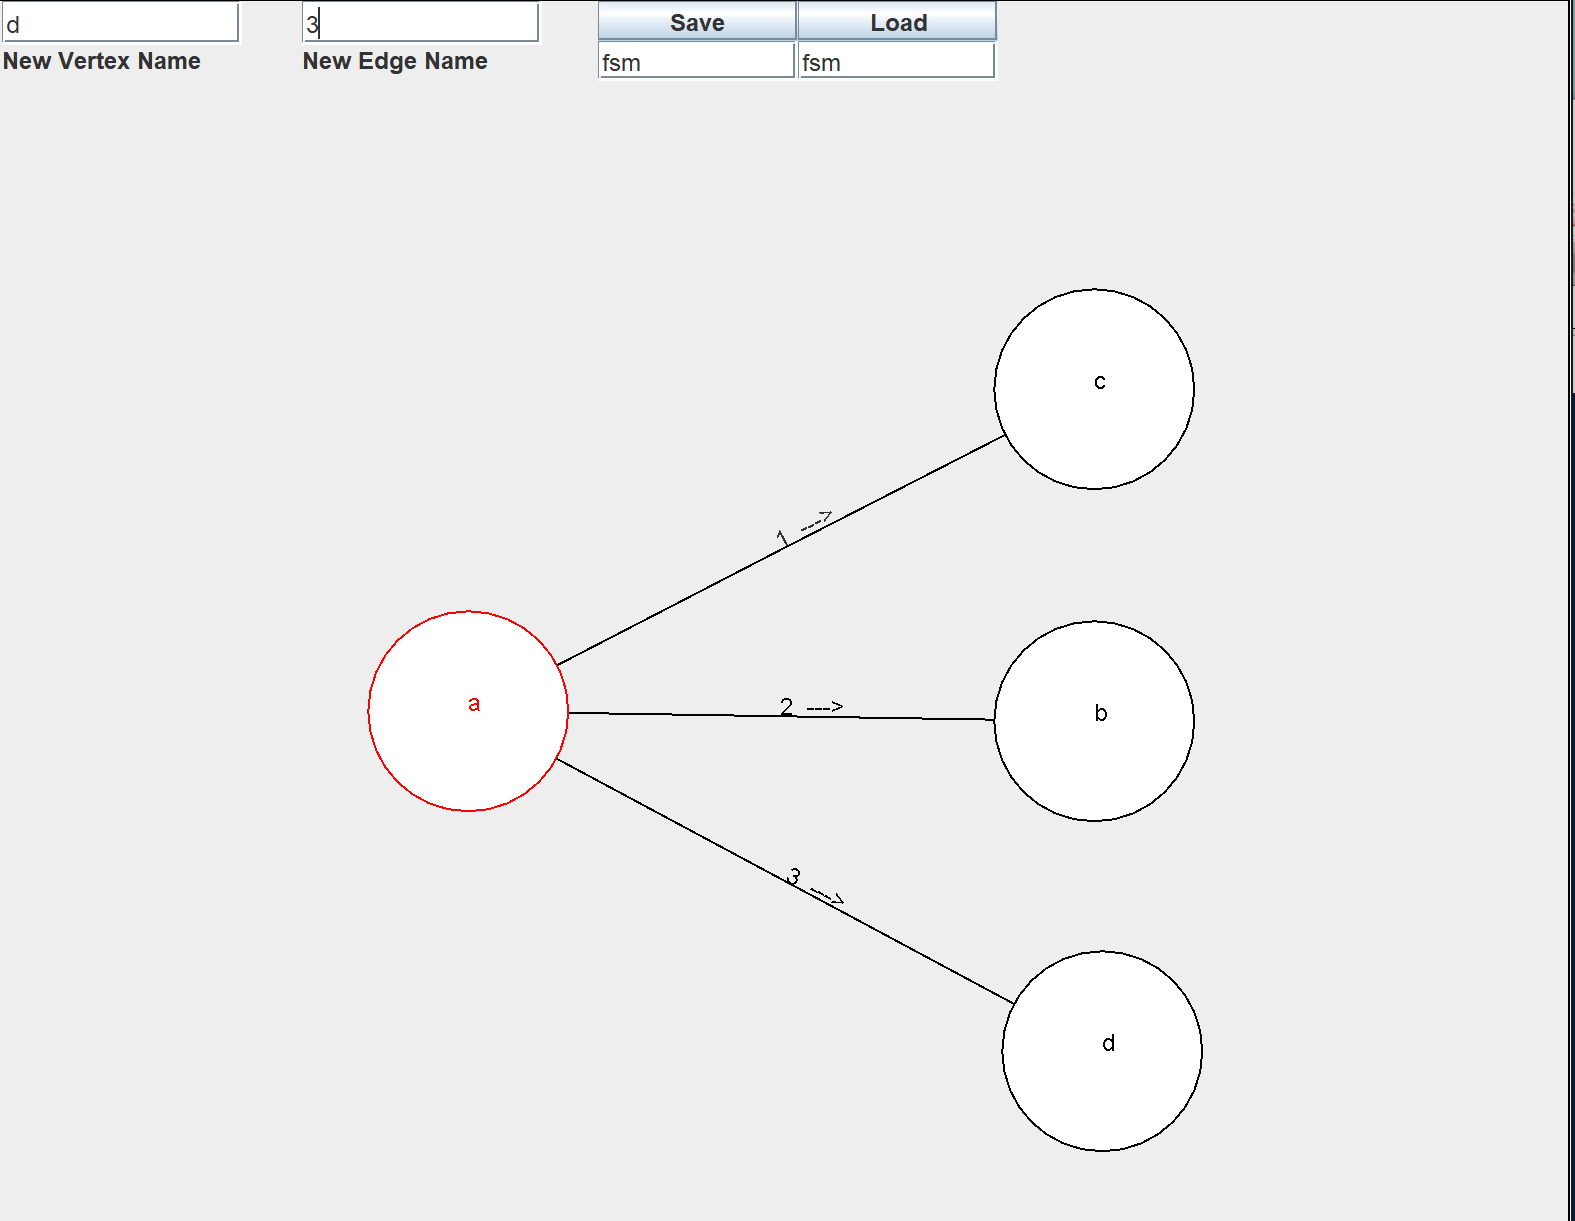 d
3
Save
Load
New Vertex Name
New Edge Name
fsm
fsm
c
1 --->
a
2 --->
b
3 --->
d